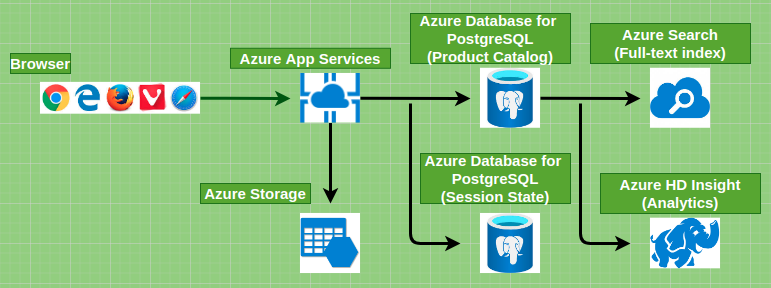 Browser
Azure App Services
Azure Database for
PostgreSQL
(Product Catalog)
Azure Search
(Full-text index)
Azure Storage
Azure Database for
PostgreSQL
(Session State)
Azure HD Insight
(Analytics)